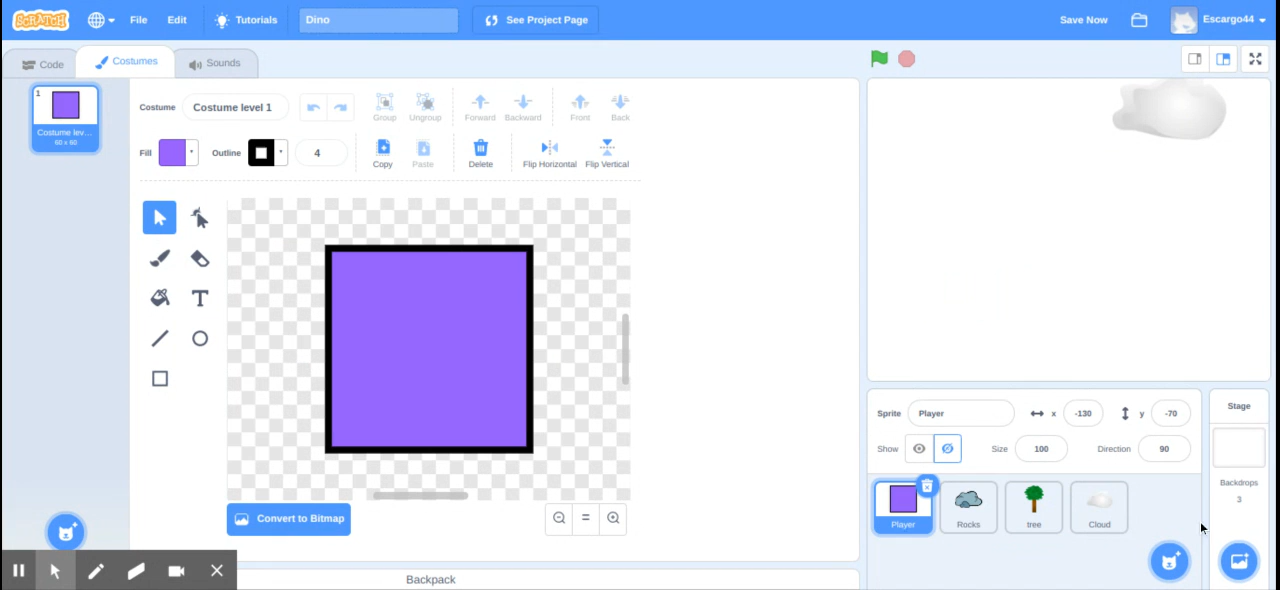 SCRATCH File Edit Tutorials Dino See Project Page Save Now Escargot44
Code Costumes Sounds
1
Costume lev...
60 x 60
Costume Costume level 1 Group Ungroup Forward Backward Front Back
Fill Outline 4 Copy Paste Delete Flip Horizontal Flip Vertical
T
Convert to Bitmap
Backpack
Sprite Player x -130 y -70
Show Size 100 Direction 90
Player Rocks tree Cloud
Stage
Backdrops
3